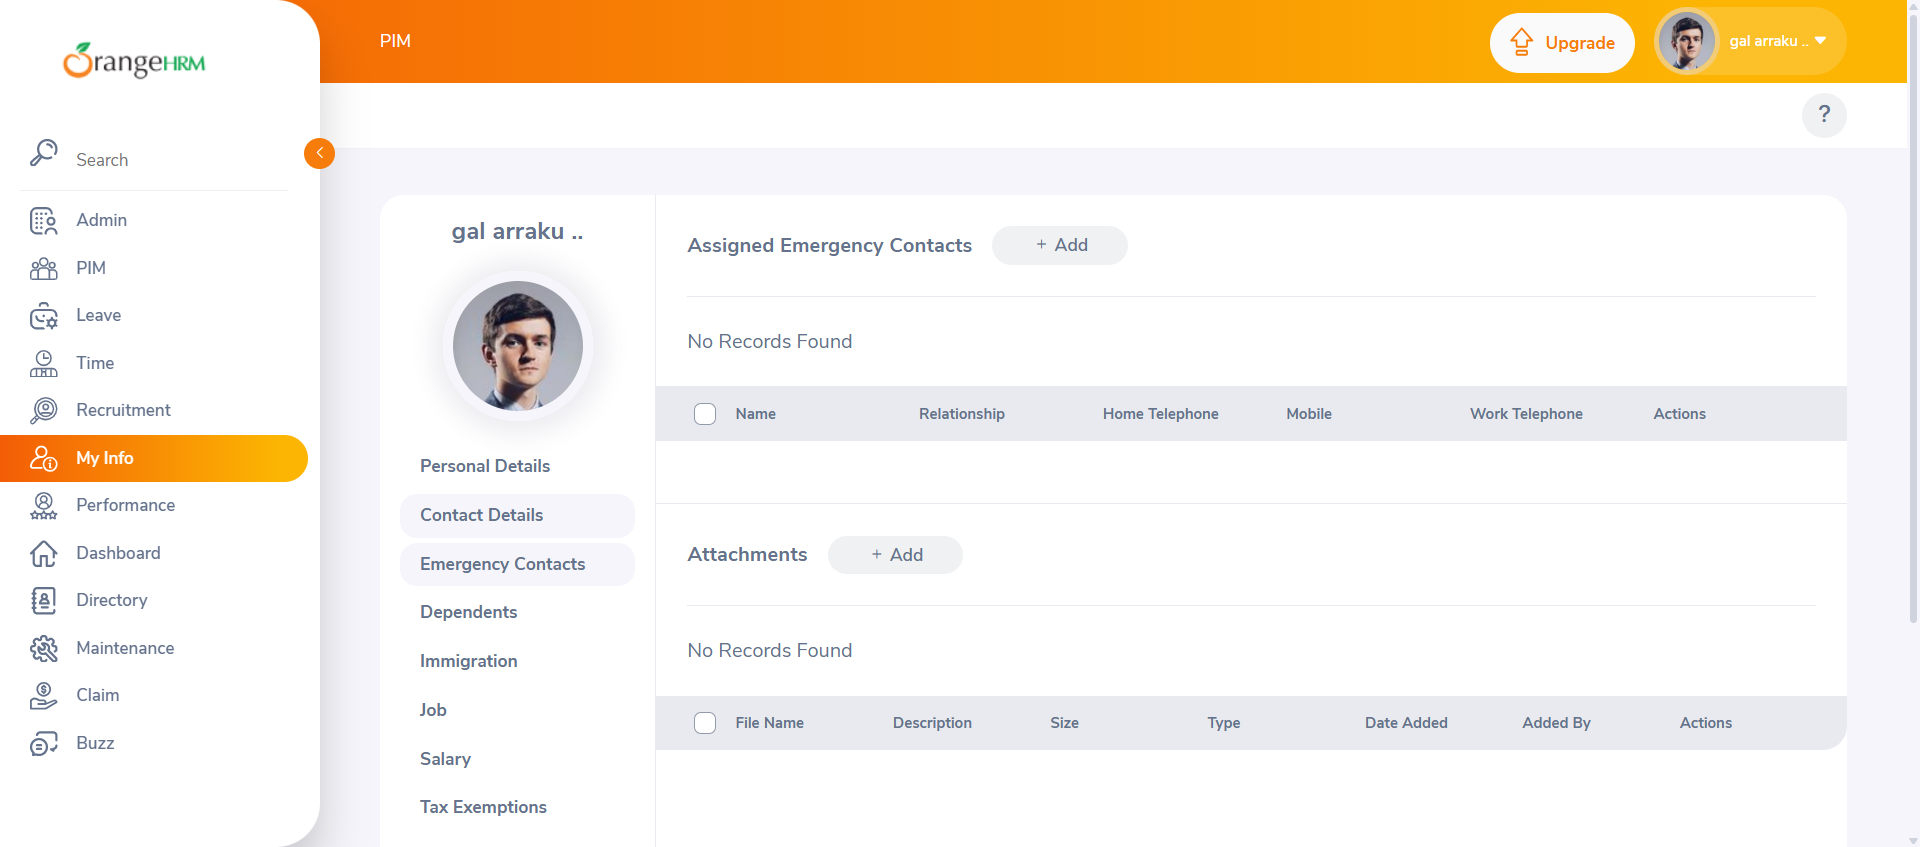 OrangeHRM
Search
Admin
PIM
Leave
Time
Recruitment
My Info
Performance
Dashboard
Directory
Maintenance
Claim
Buzz
PIM
Upgrade
gal arraku ..
?
gal arraku ..
Personal Details
Contact Details
Emergency Contacts
Dependents
Immigration
Job
Salary
Tax Exemptions
Assigned Emergency Contacts + Add
No Records Found
Name Relationship Home Telephone Mobile Work Telephone Actions
Attachments + Add
No Records Found
File Name Description Size Type Date Added Added By Actions